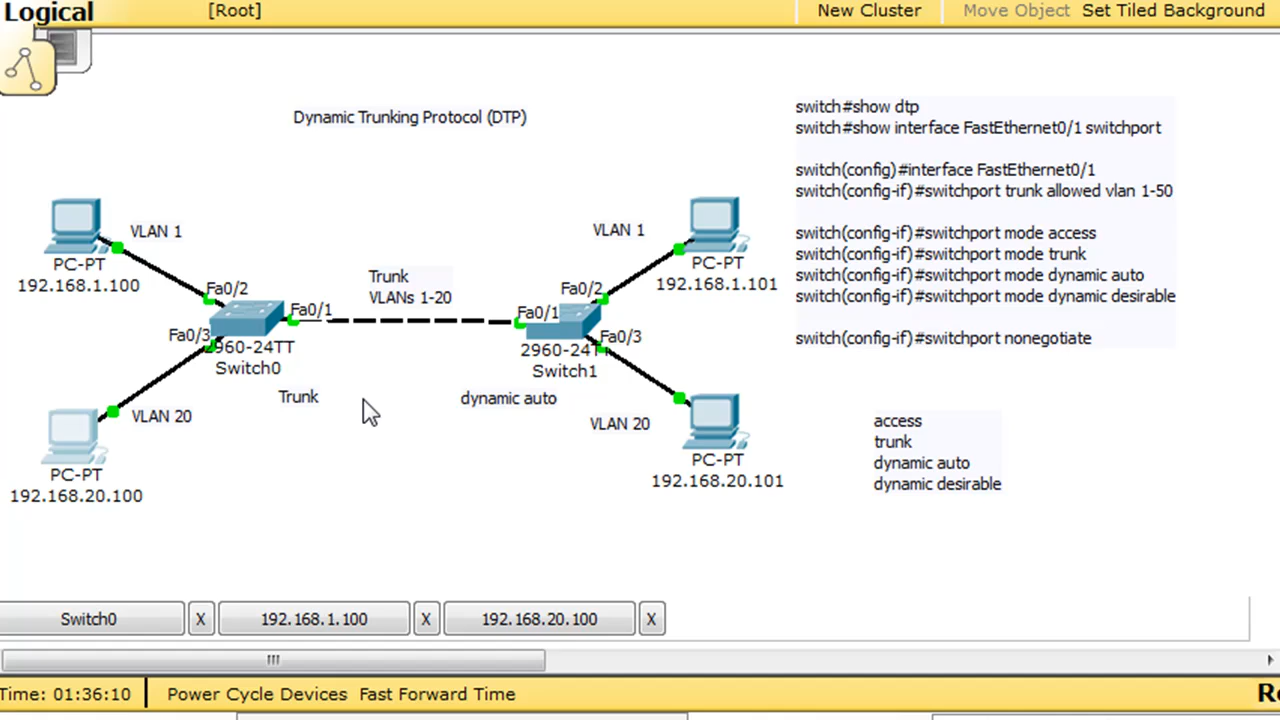 Logical
[Root]
New Cluster
Move Object
Set Tiled Background
Dynamic Trunking Protocol (DTP)
switch#show dtp
switch#show interface FastEthernet0/1 switchport
switch(config)#interface FastEthernet0/1
switch(config-if)#switchport trunk allowed vlan 1-50
switch(config-if)#switchport mode access
switch(config-if)#switchport mode trunk
switch(config-if)#switchport mode dynamic auto
switch(config-if)#switchport mode dynamic desirable
switch(config-if)#switchport nonegotiate
access
trunk
dynamic auto
dynamic desirable
VLAN 1
PC-PT
192.168.1.100
Fa0/2
Fa0/1
Fa0/3
2960-24TT
Switch0
Trunk
VLAN 20
PC-PT
192.168.20.100
Trunk
VLANs 1-20
VLAN 1
PC-PT
192.168.1.101
Fa0/2
Fa0/1
Fa0/3
2960-24TT
Switch1
dynamic auto
VLAN 20
PC-PT
192.168.20.101
Switch0
X
192.168.1.100
X
192.168.20.100
X
Time: 01:36:10
Power Cycle Devices
Fast Forward Time